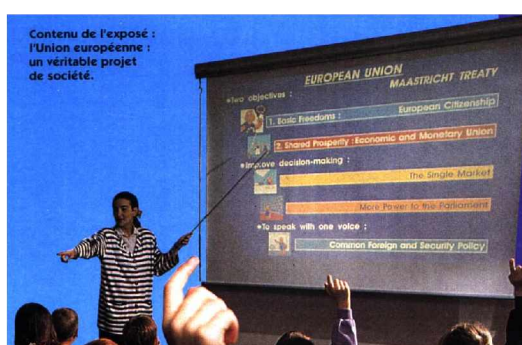 Contenu de l'exposé :
l'Union européenne :
un véritable projet
de société.
EUROPEAN UNION
MAASTRICHT TREATY
Two objectives :
1. Basic Freedoms : European Citizenship
2. Shared Prosperity : Economic and Monetary Union
Improve decision-making :
The Single Market
More Power to the Parliament
To speak with one voice :
Common Foreign and Security Policy